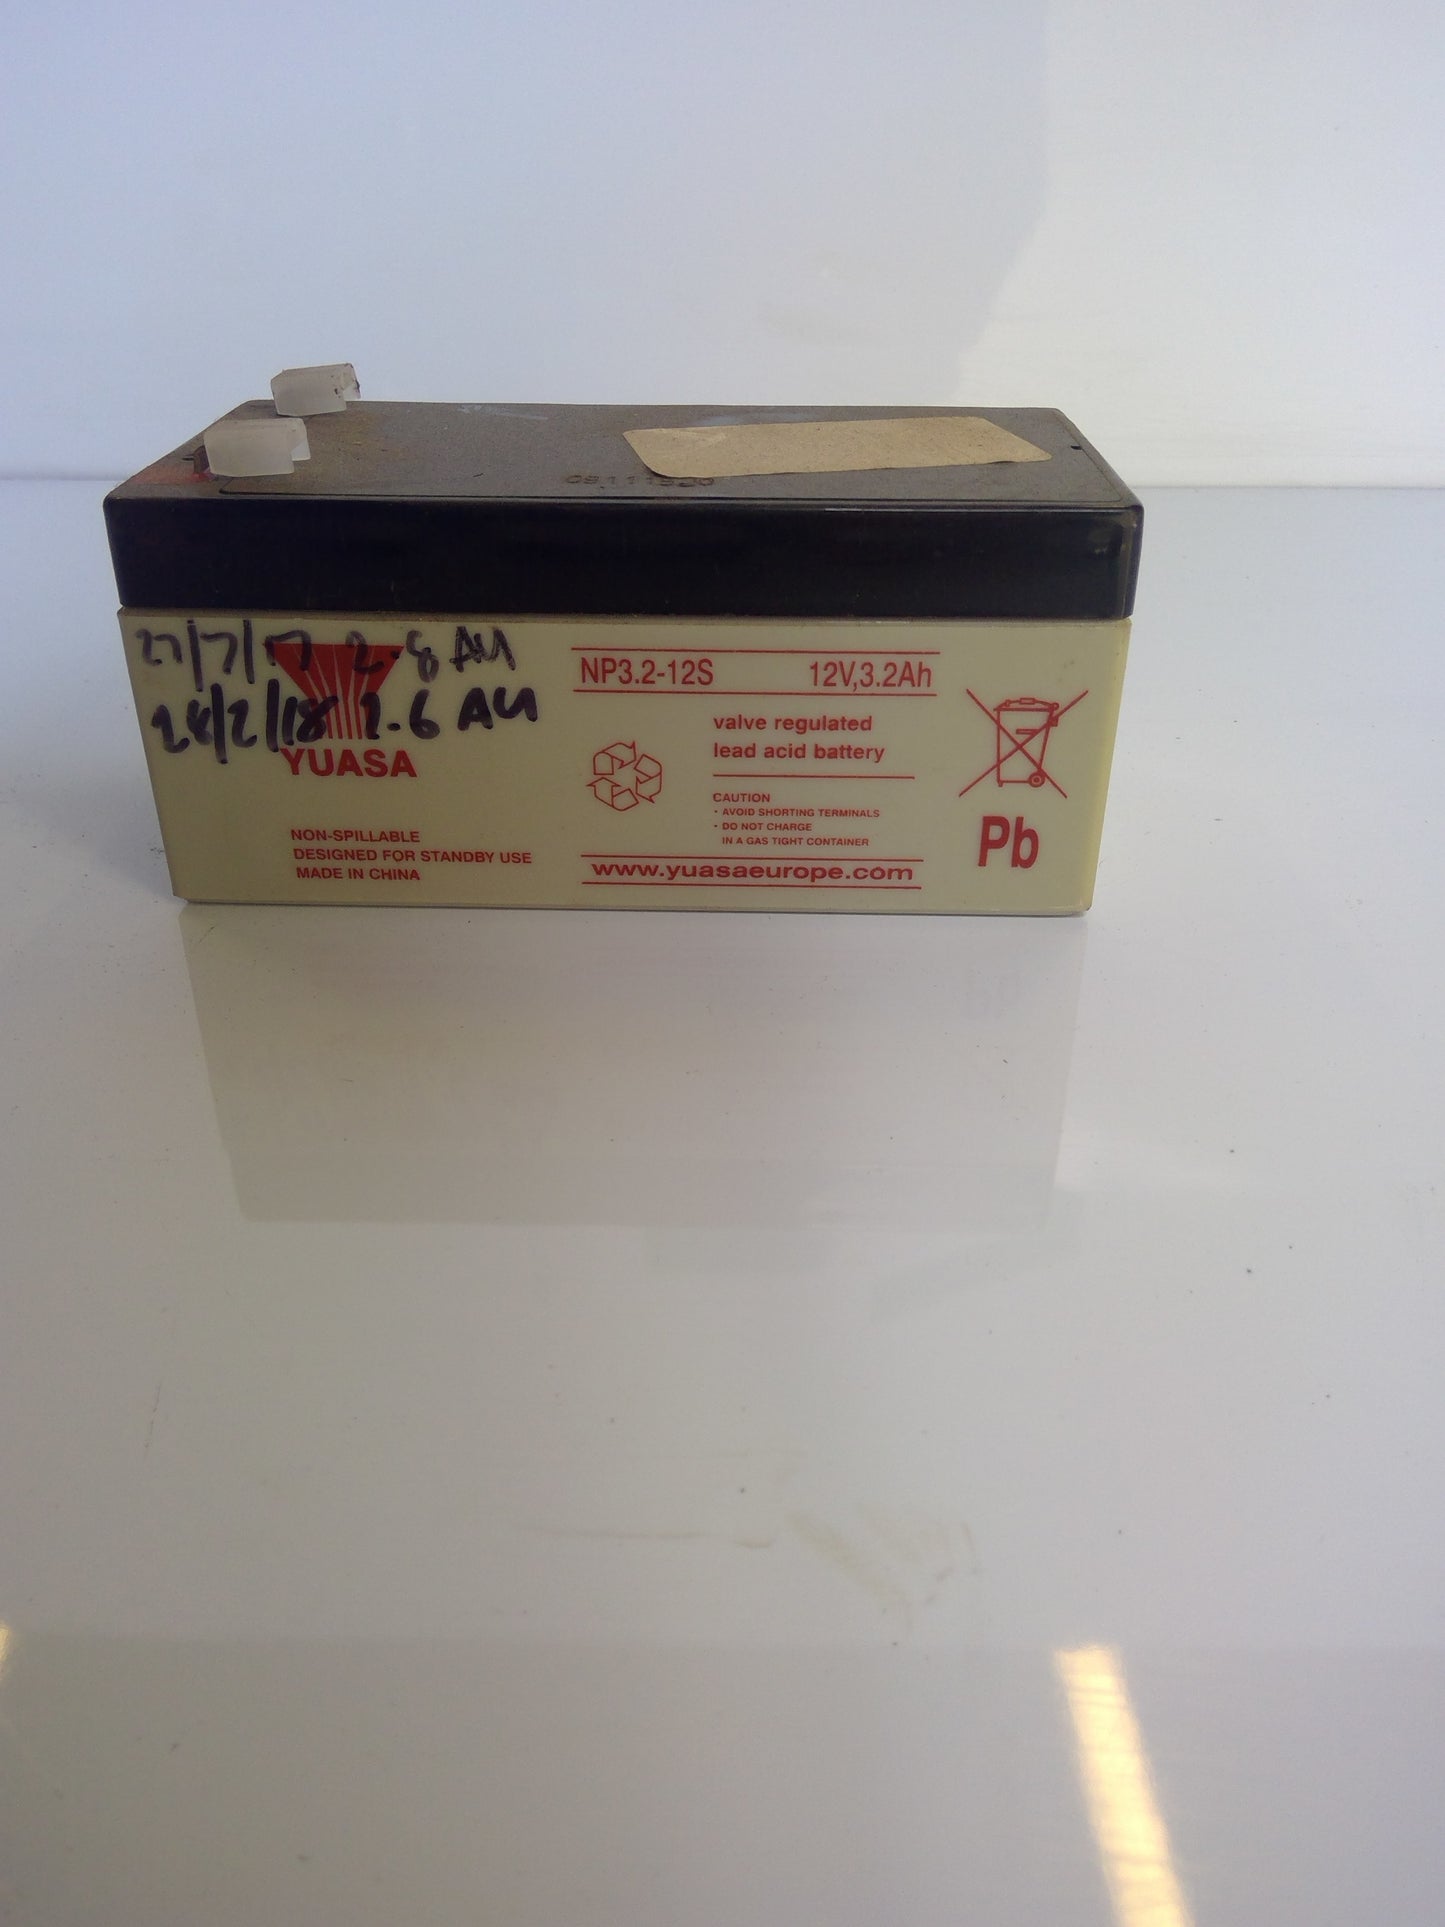 27/7/17 2.8 AH
28/2/18 2.6 AH
YUASA
NON-SPILLABLE
DESIGNED FOR STANDBY USE
MADE IN CHINA
NP3.2-12S 12V,3.2Ah
valve regulated
lead acid battery
CAUTION
· AVOID SHORTING TERMINALS
· DO NOT CHARGE
IN A GAS TIGHT CONTAINER
www.yuasaeurope.com
Pb